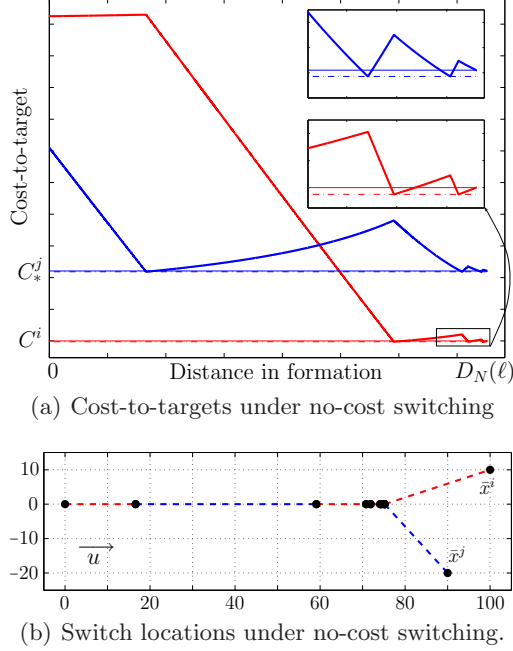 Cost-to-target
C^j_*
C^i
0
Distance in formation
D_N(ℓ)
(a) Cost-to-targets under no-cost switching
10
0
−10
−20
x̄^i
x̄^j
u
0
20
40
60
80
100
(b) Switch locations under no-cost switching.